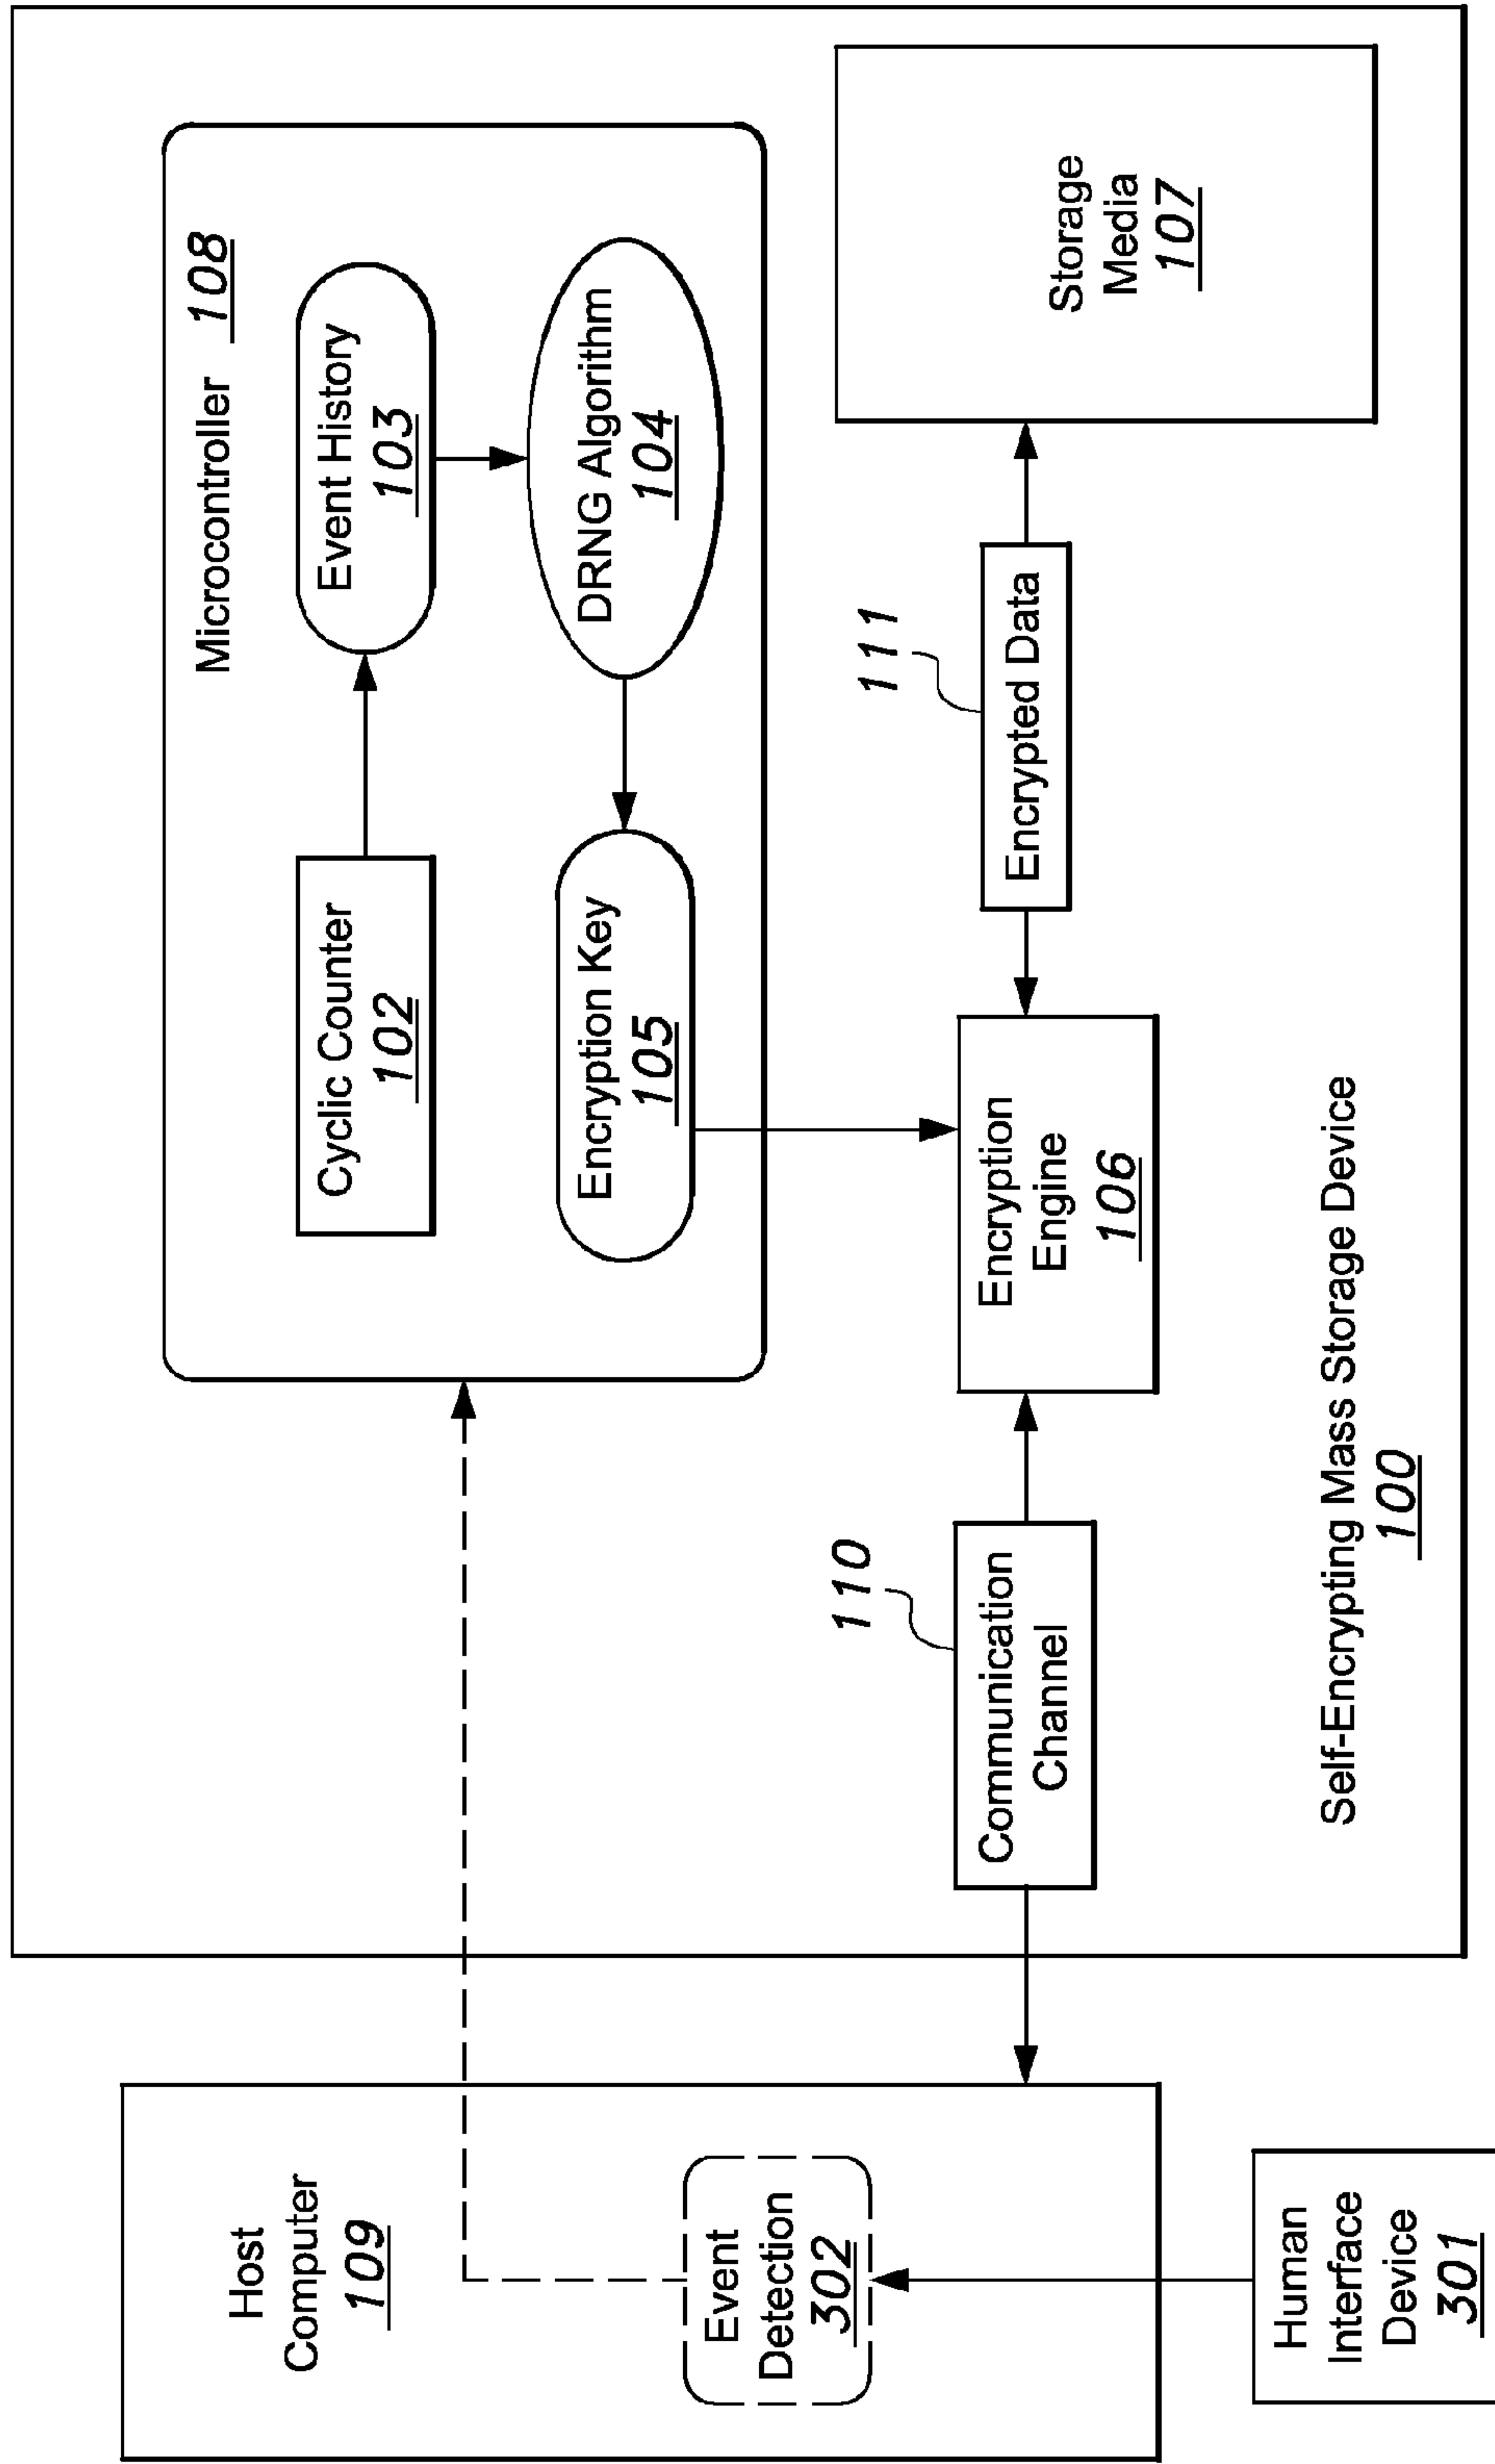 Host
Computer
109
Event
Detection
302
Human
Interface
Device
301
Microcontroller 108
Cyclic Counter
102
Event History
103
Encryption Key
105
DRNG Algorithm
104
110
Communication
Channel
Encryption
Engine
106
111
Encrypted Data
Storage
Media
107
Self-Encrypting Mass Storage Device
100